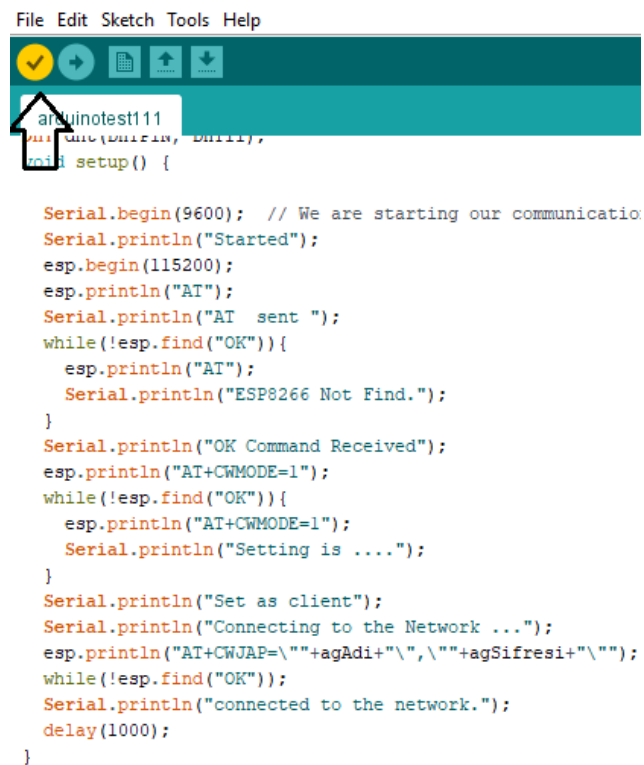 File Edit Sketch Tools Help
arduinotest111
void setup() {
Serial.begin(9600);  // We are starting our communication
Serial.println("Started");
esp.begin(115200);
esp.println("AT");
Serial.println("AT  sent ");
while(!esp.find("OK")){
esp.println("AT");
Serial.println("ESP8266 Not Find.");
}
Serial.println("OK Command Received");
esp.println("AT+CWMODE=1");
while(!esp.find("OK")){
esp.println("AT+CWMODE=1");
Serial.println("Setting is ....");
}
Serial.println("Set as client");
Serial.println("Connecting to the Network ...");
esp.println("AT+CWJAP=\""+agAdi+"\",\""+agSifresi+"\"");
while(!esp.find("OK"));
Serial.println("connected to the network.");
delay(1000);
}